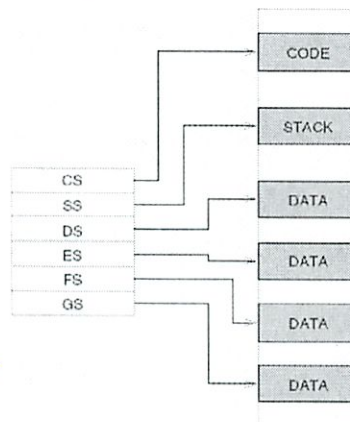 CODE
STACK
CS
SS
DS
ES
FS
GS
DATA
DATA
DATA
DATA